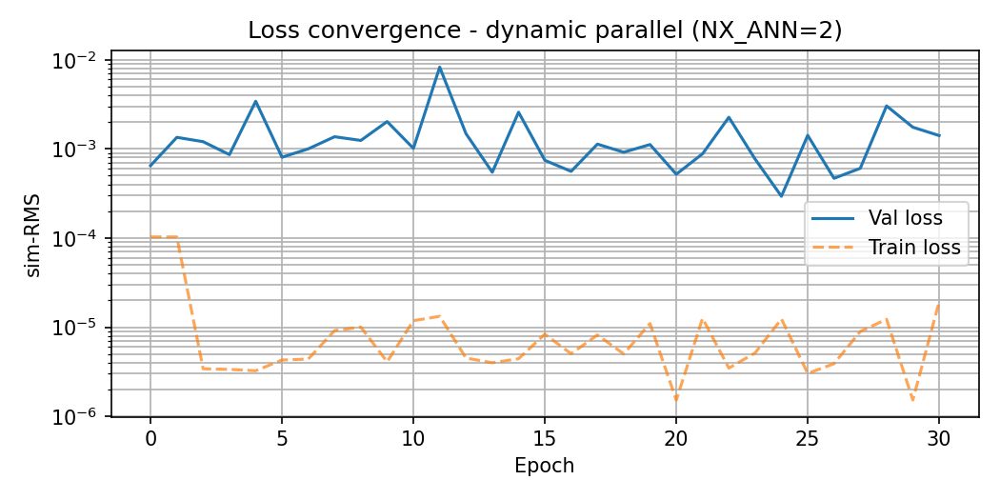 Loss convergence - dynamic parallel (NX_ANN=2)
sim-RMS
10⁻²
10⁻³
10⁻⁴
10⁻⁵
10⁻⁶
Val loss
Train loss
0 5 10 15 20 25 30
Epoch